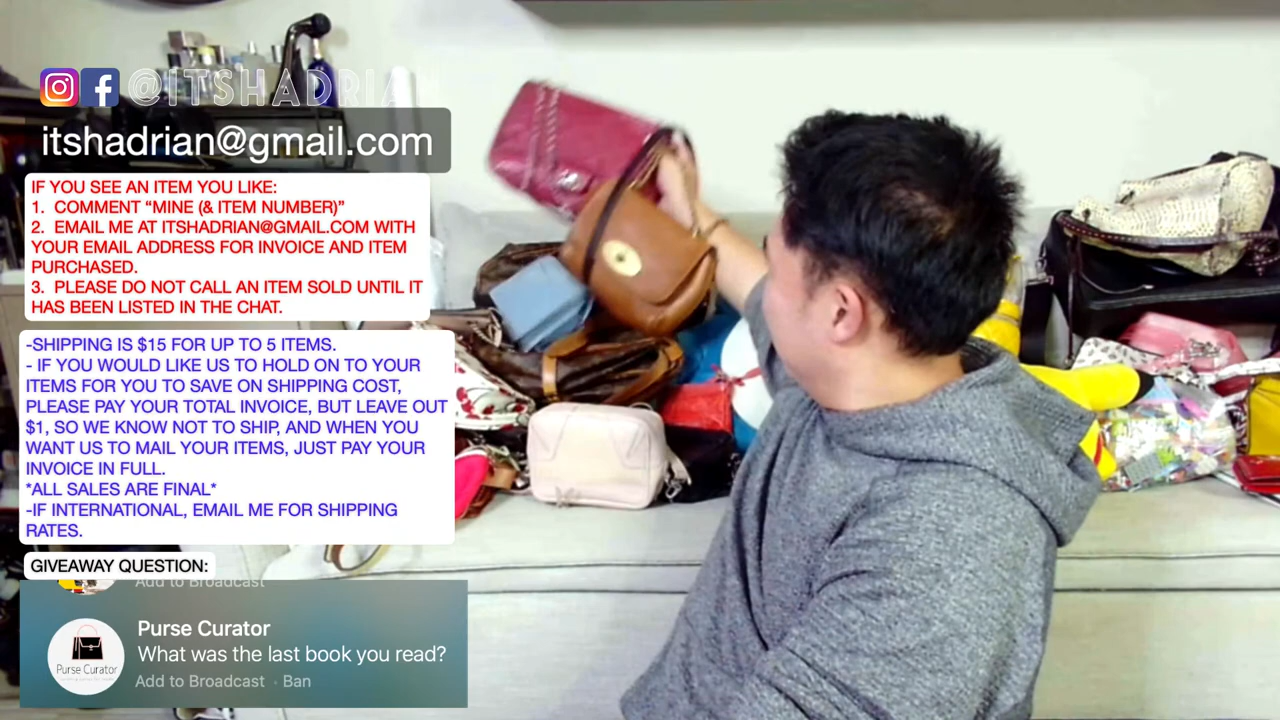 @ITSHADRIAN
itshadrian@gmail.com
IF YOU SEE AN ITEM YOU LIKE:
1. COMMENT “MINE (& ITEM NUMBER)”
2. EMAIL ME AT ITSHADRIAN@GMAIL.COM WITH
YOUR EMAIL ADDRESS FOR INVOICE AND ITEM
PURCHASED.
3. PLEASE DO NOT CALL AN ITEM SOLD UNTIL IT
HAS BEEN LISTED IN THE CHAT.
-SHIPPING IS $15 FOR UP TO 5 ITEMS.
- IF YOU WOULD LIKE US TO HOLD ON TO YOUR
ITEMS FOR YOU TO SAVE ON SHIPPING COST,
PLEASE PAY YOUR TOTAL INVOICE, BUT LEAVE OUT
$1, SO WE KNOW NOT TO SHIP, AND WHEN YOU
WANT US TO MAIL YOUR ITEMS, JUST PAY YOUR
INVOICE IN FULL.
*ALL SALES ARE FINAL*
-IF INTERNATIONAL, EMAIL ME FOR SHIPPING
RATES.
GIVEAWAY QUESTION:
Add to Broadcast
Purse Curator
What was the last book you read?
Purse Curator
Add to Broadcast · Ban